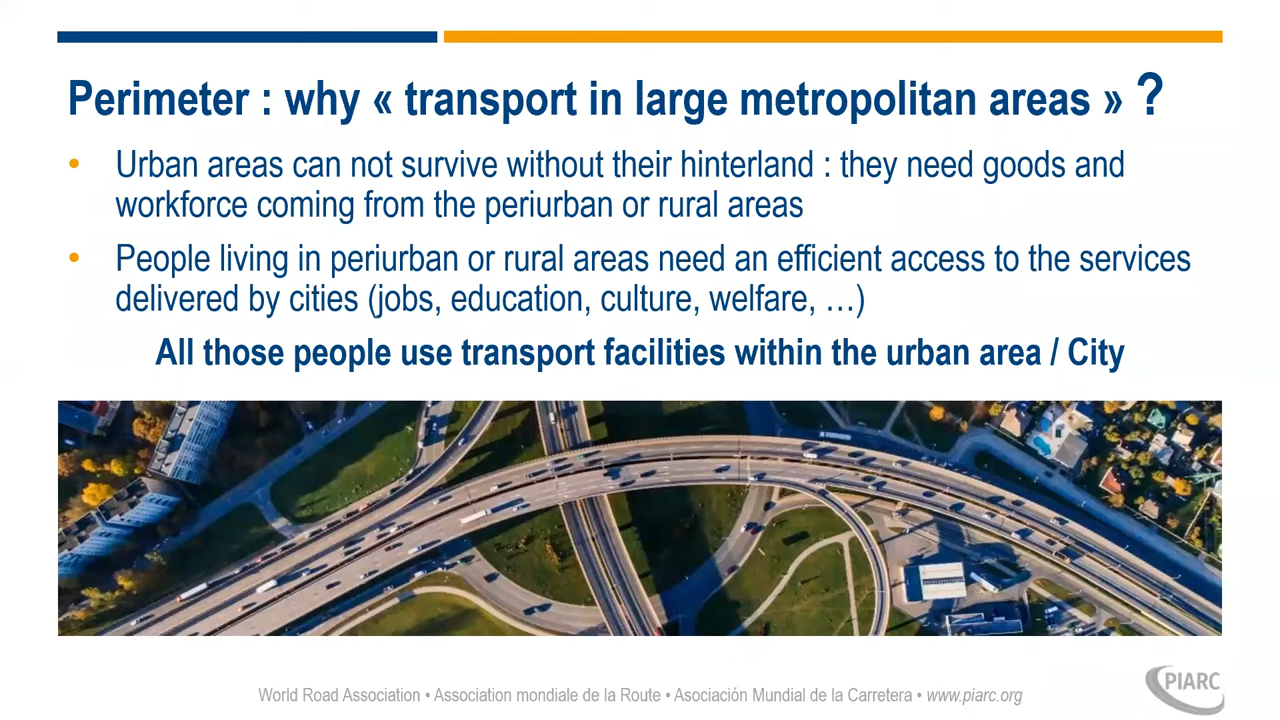 Perimeter : why « transport in large metropolitan areas » ?
• Urban areas can not survive without their hinterland : they need goods and
workforce coming from the periurban or rural areas
• People living in periurban or rural areas need an efficient access to the services
delivered by cities (jobs, education, culture, welfare, …)
All those people use transport facilities within the urban area / City
World Road Association • Association mondiale de la Route • Asociación Mundial de la Carretera • www.piarc.org
PIARC